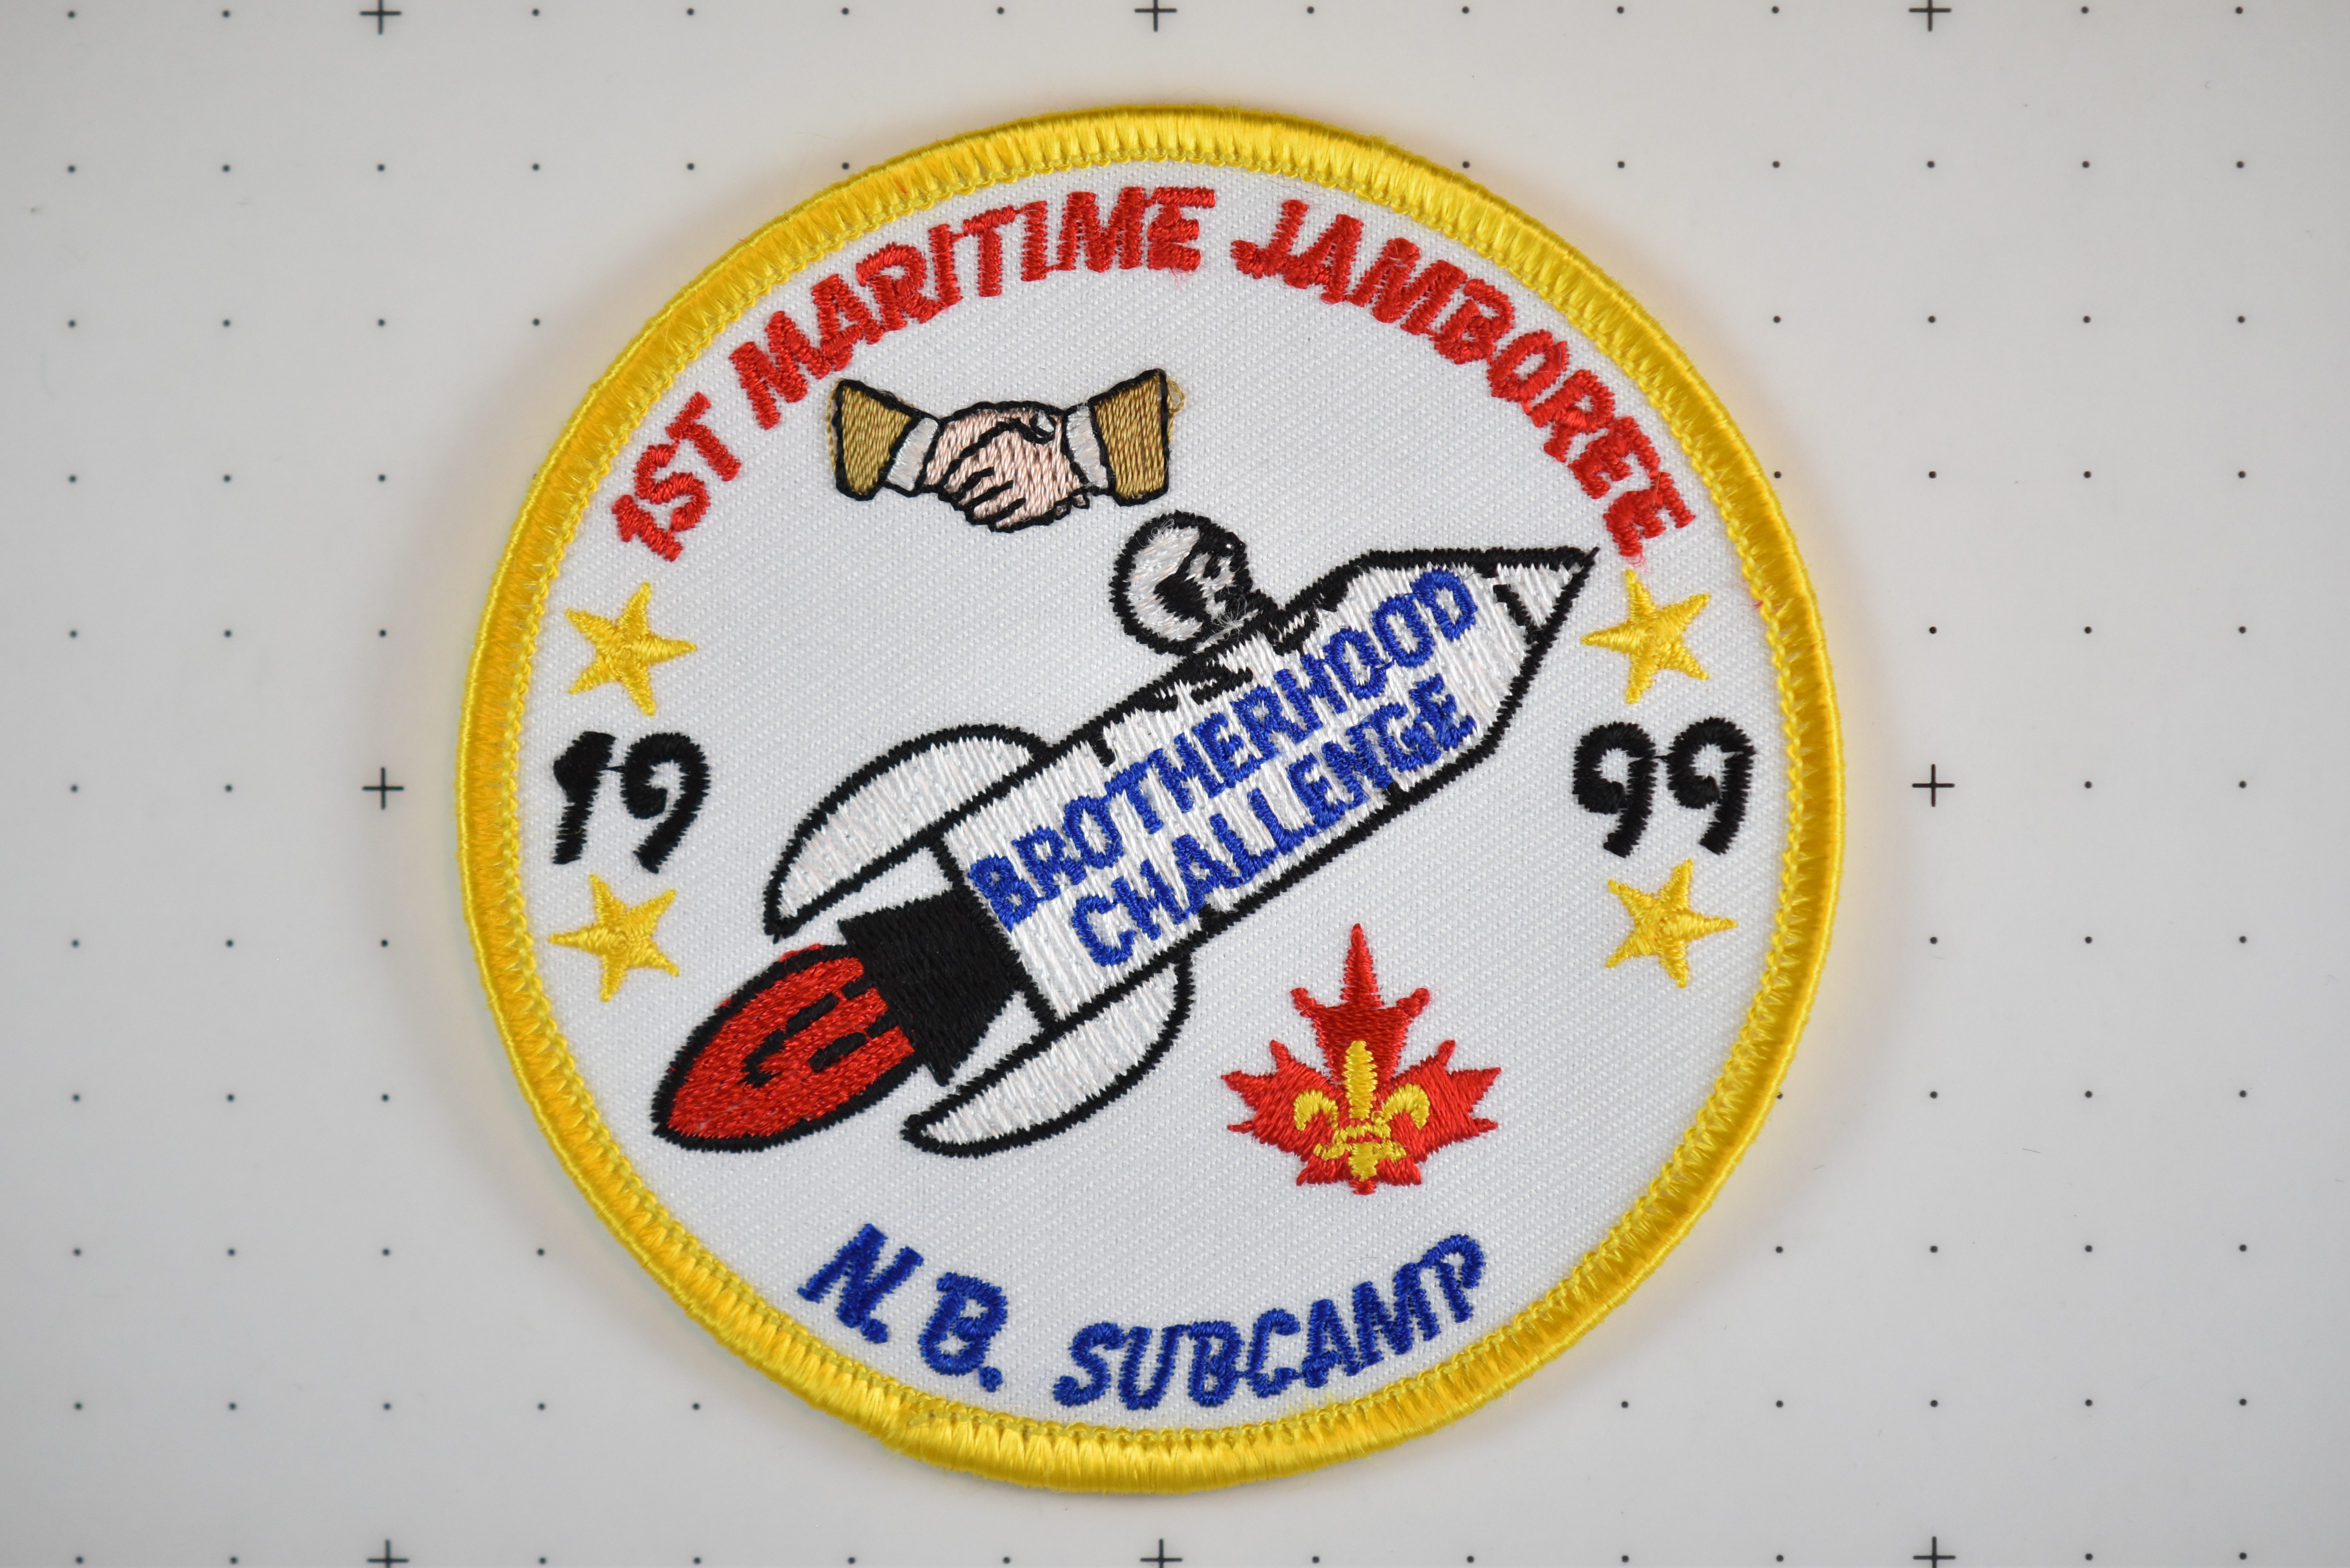 1ST MARITIME JAMBOREE
19 99
BROTHERHOOD
CHALLENGE
N.B. SUBCAMP